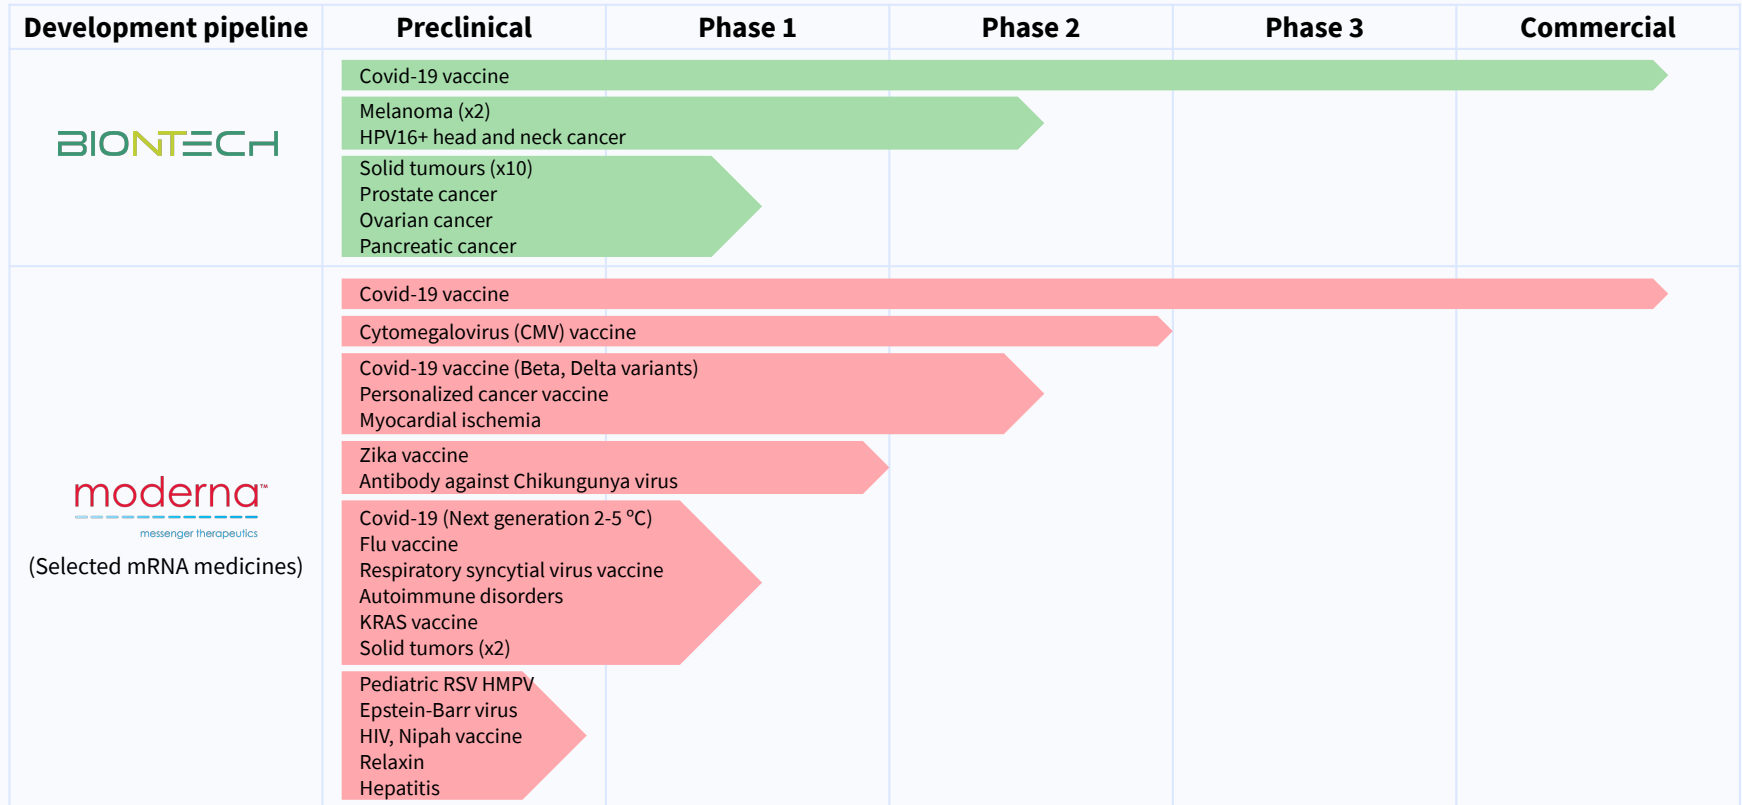 Development pipeline Preclinical Phase 1 Phase 2 Phase 3 Commercial
BIONTECH
Covid-19 vaccine
Melanoma (x2)
HPV16+ head and neck cancer
Solid tumours (x10)
Prostate cancer
Ovarian cancer
Pancreatic cancer
moderna™
messenger therapeutics
(Selected mRNA medicines)
Covid-19 vaccine
Cytomegalovirus (CMV) vaccine
Covid-19 vaccine (Beta, Delta variants)
Personalized cancer vaccine
Myocardial ischemia
Zika vaccine
Antibody against Chikungunya virus
Covid-19 (Next generation 2-5 ºC)
Flu vaccine
Respiratory syncytial virus vaccine
Autoimmune disorders
KRAS vaccine
Solid tumors (x2)
Pediatric RSV HMPV
Epstein-Barr virus
HIV, Nipah vaccine
Relaxin
Hepatitis